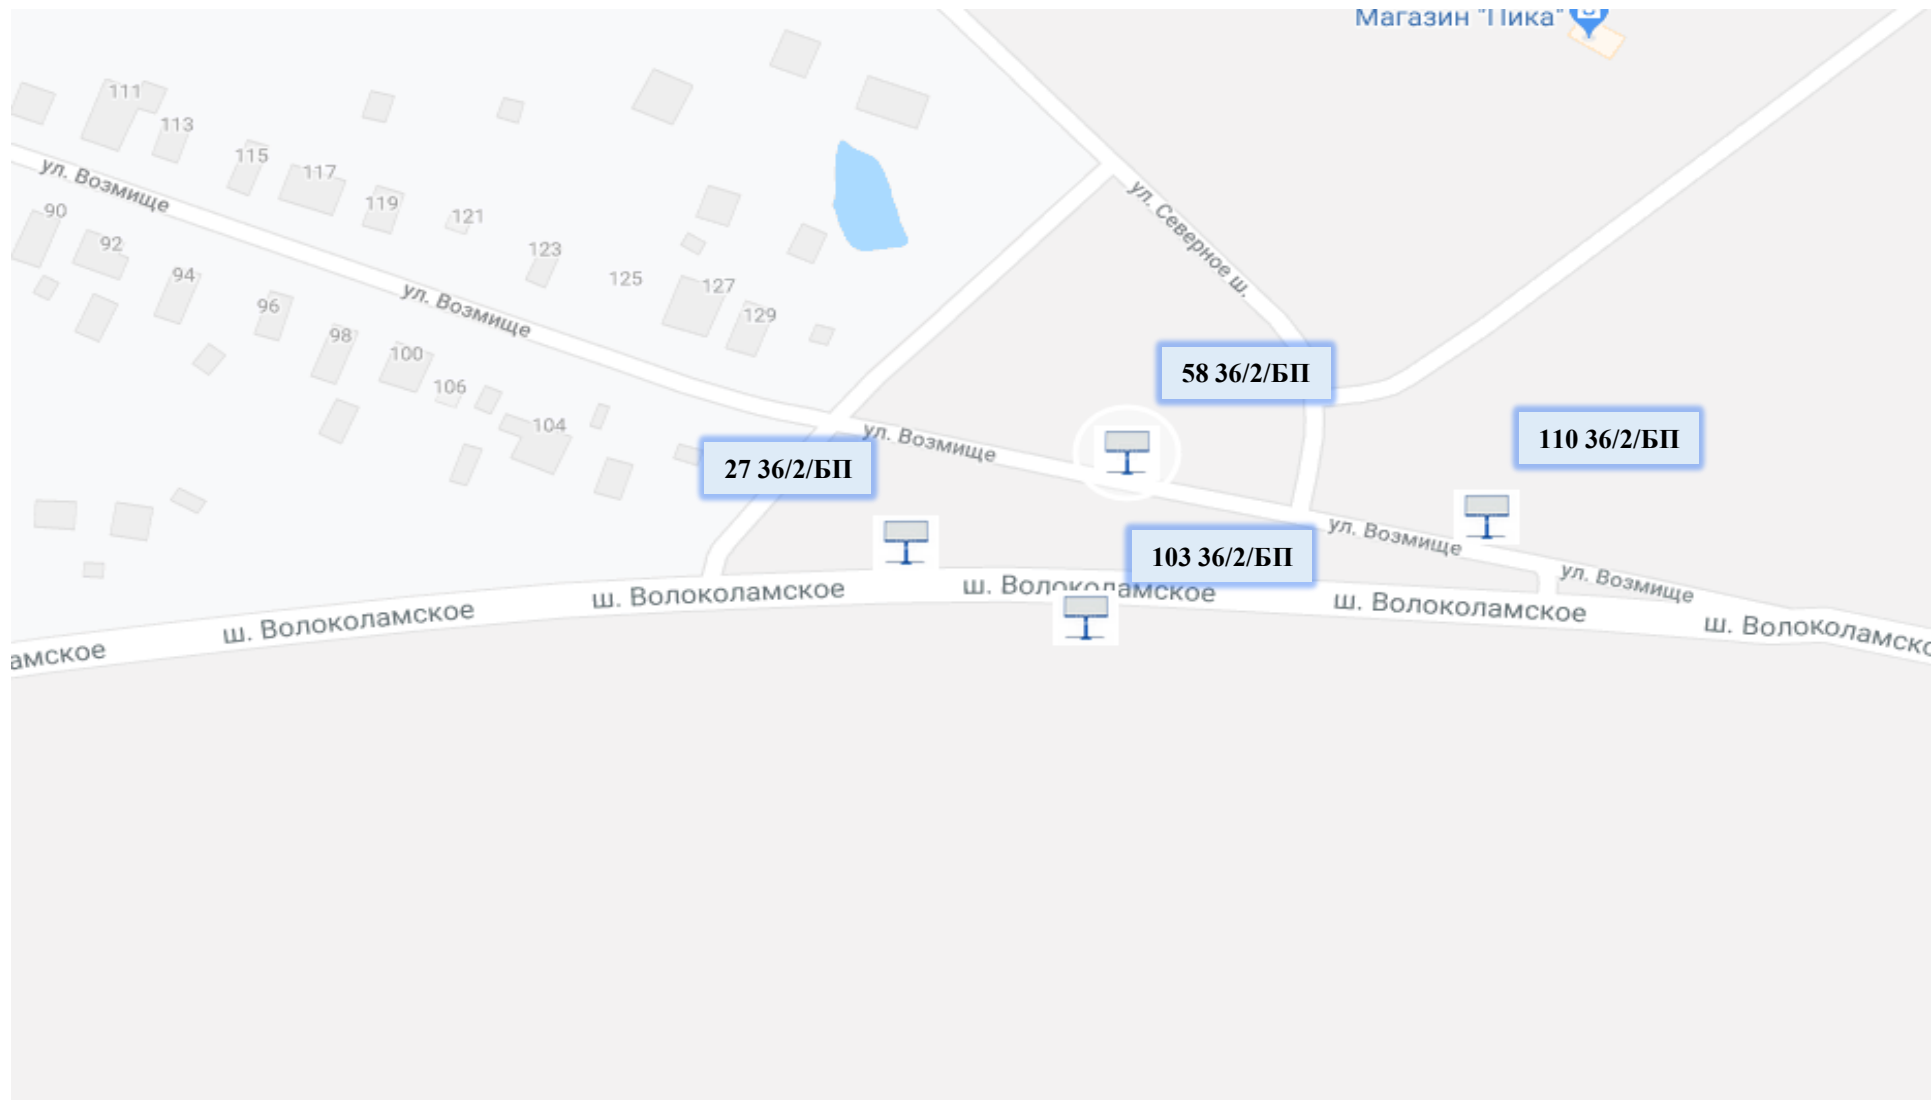 Магазин "Пика"
111
113
115
117
119
121
123
125
127
129
ул. Возмище
90
92
94
96
98
100
106
104
ул. Возмище
ул. Северное ш.
58 36/2/БП
110 36/2/БП
27 36/2/БП
ул. Возмище
103 36/2/БП
ул. Возмище
ул. Возмище
амское
ш. Волоколамское
ш. Волоколамское
ш. Волоколамское
ш. Волоколамское
ш. Волоколамско